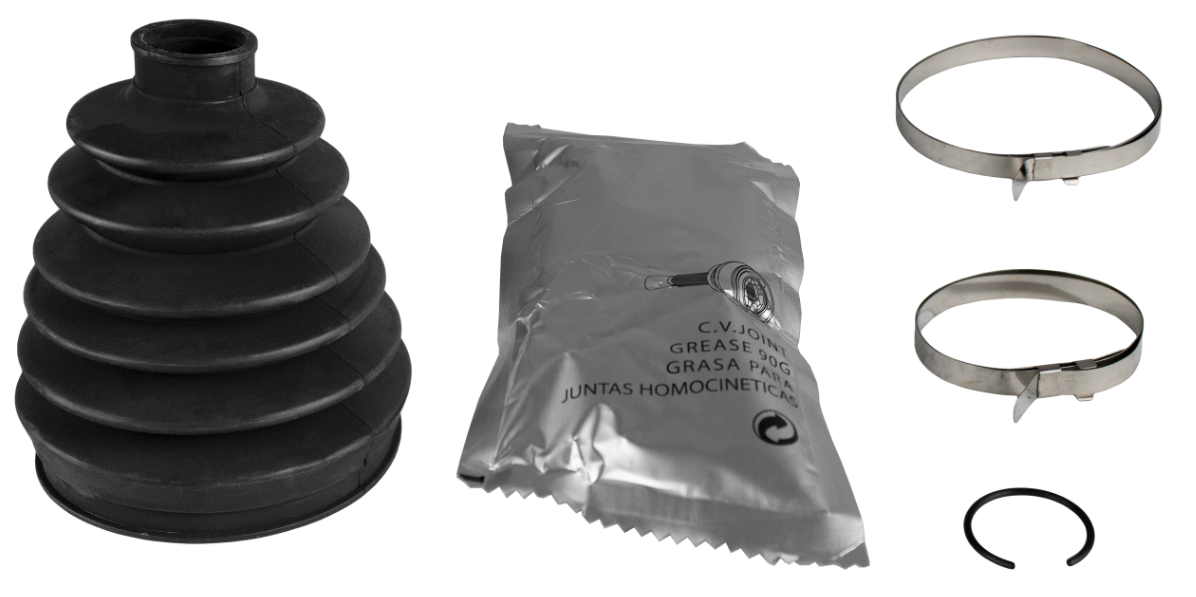 C.V.JOINT
GREASE 90G
GRASA PARA
JUNTAS HOMOCINETICAS